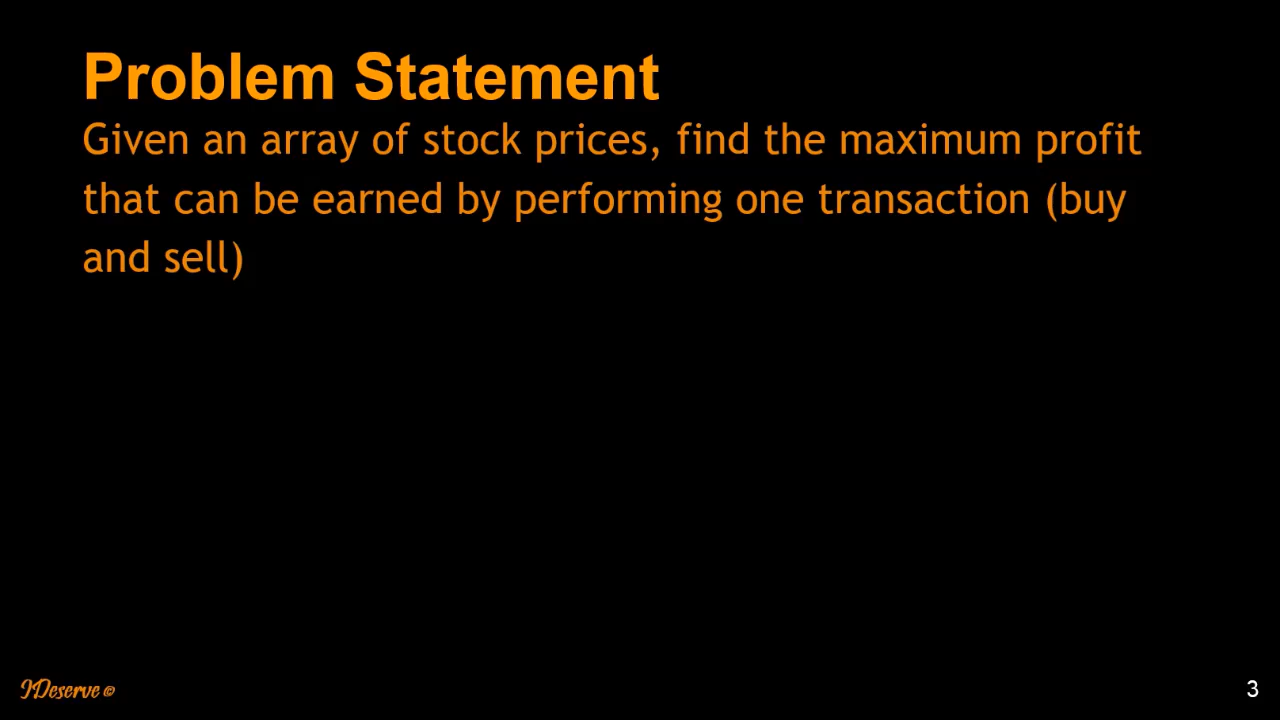 Problem Statement
Given an array of stock prices, find the maximum profit
that can be earned by performing one transaction (buy
and sell)
IDeserve ©
3